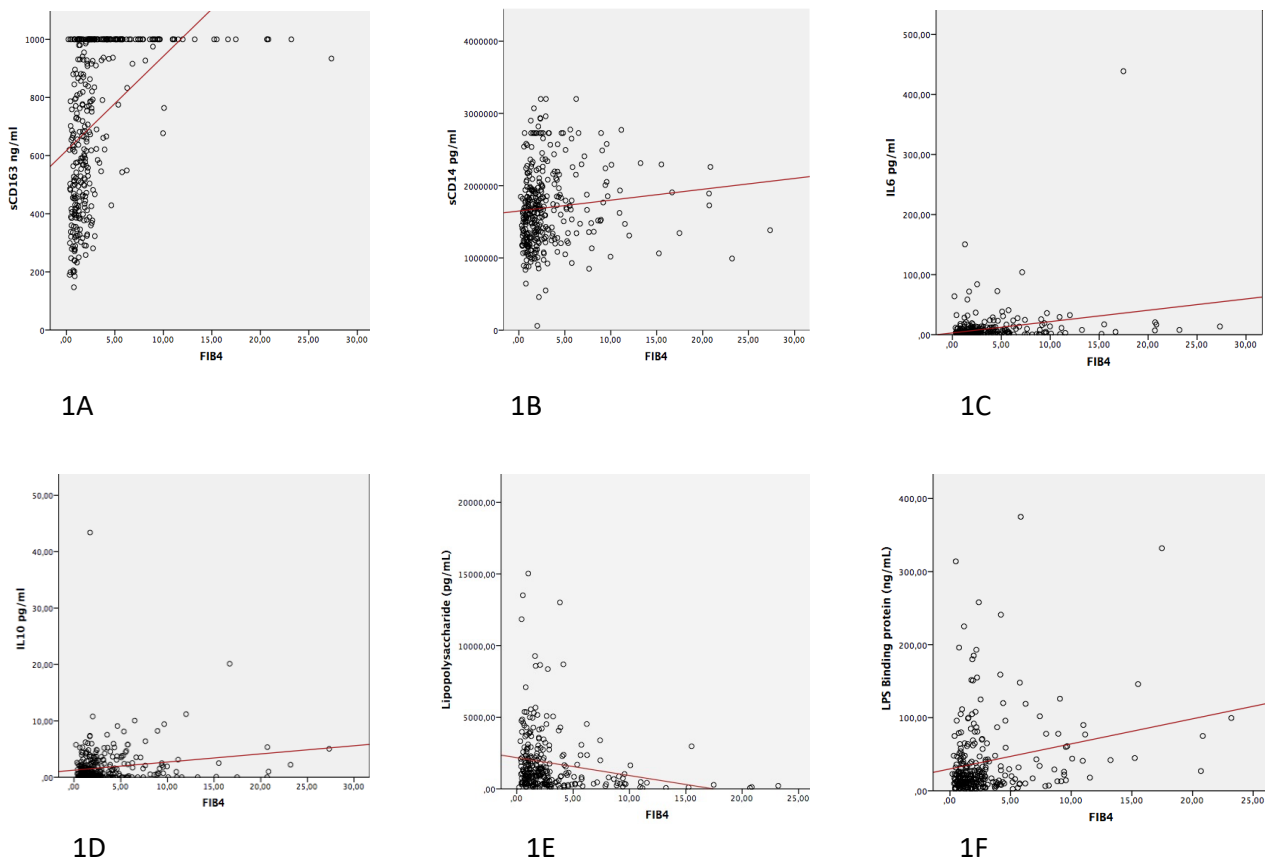 1000
800
600
400
200
0
sCD163 ng/ml
,00 5,00 10,00 15,00 20,00 25,00 30,00
FIB4
1A
4000000
3000000
2000000
1000000
0
sCD14 pg/ml
,00 5,00 10,00 15,00 20,00 25,00 30,00
FIB4
1B
500,00
400,00
300,00
200,00
100,00
,00
IL6 pg/ml
,00 5,00 10,00 15,00 20,00 25,00 30,00
FIB4
1C
50,00
40,00
30,00
20,00
10,00
,00
IL10 pg/ml
,00 5,00 10,00 15,00 20,00 25,00 30,00
FIB4
1D
20000,00
15000,00
10000,00
5000,00
,00
Lipopolysaccharide (pg/mL)
,00 5,00 10,00 15,00 20,00 25,00
FIB4
1E
400,00
300,00
200,00
100,00
,00
LPS Binding protein (ng/mL)
,00 5,00 10,00 15,00 20,00 25,00
FIB4
1F